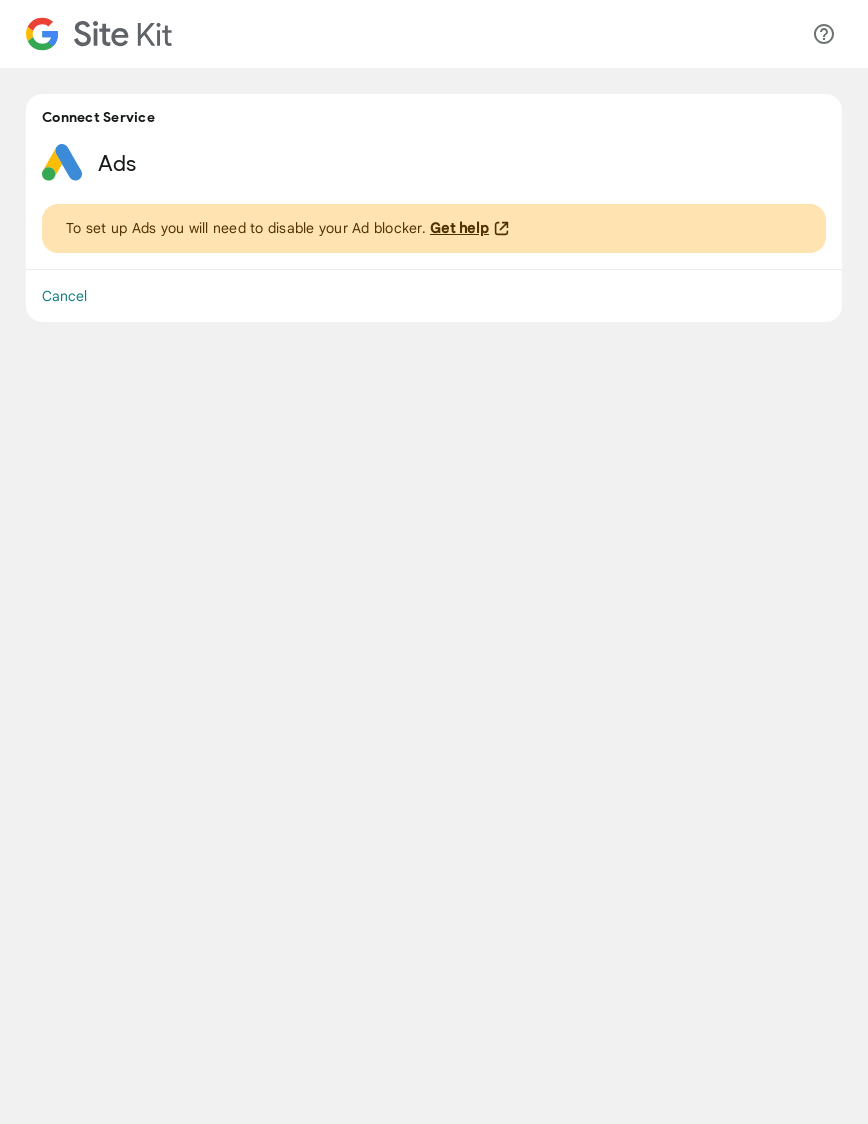 Site Kit
Connect Service
Ads
To set up Ads you will need to disable your Ad blocker. Get help
Cancel